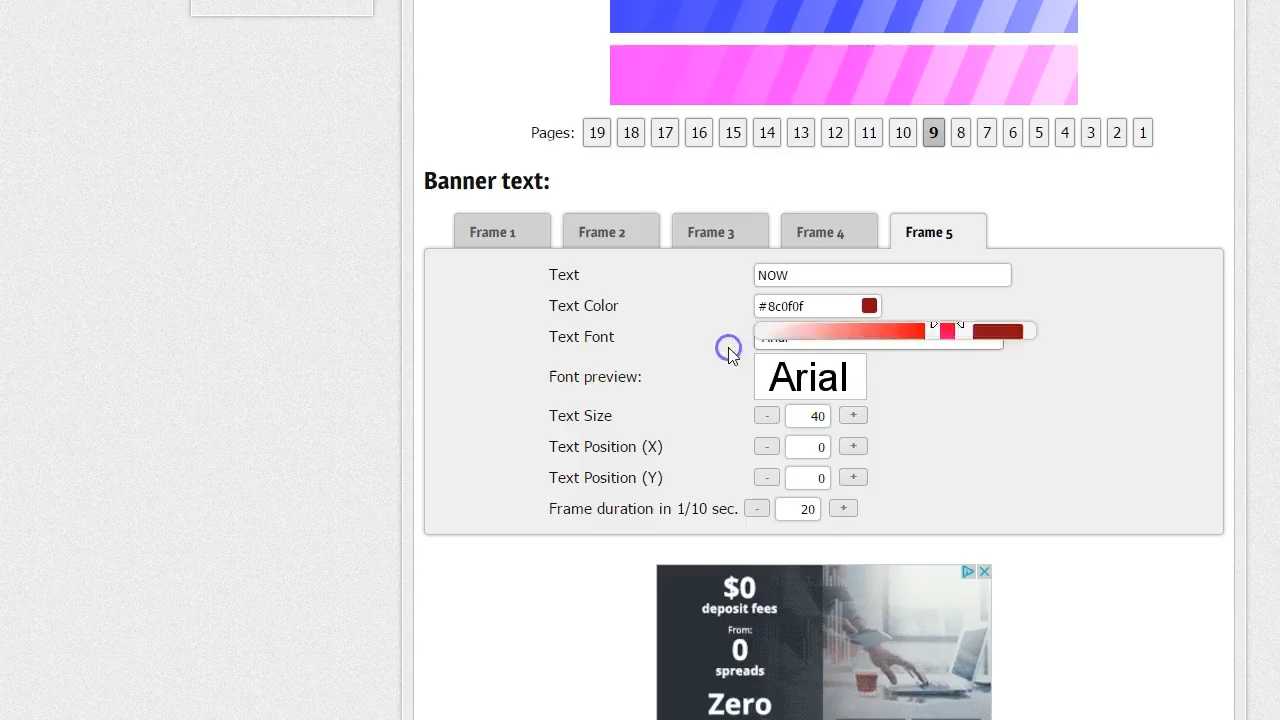 Pages: 19 18 17 16 15 14 13 12 11 10 9 8 7 6 5 4 3 2 1
Banner text:
Frame 1 Frame 2 Frame 3 Frame 4 Frame 5
Text NOW
Text Color #8c0f0f
Text Font
Font preview: Arial
Text Size - 40 +
Text Position (X) - 0 +
Text Position (Y) - 0 +
Frame duration in 1/10 sec. - 20 +
$0
deposit fees
From:
0
spreads
Zero